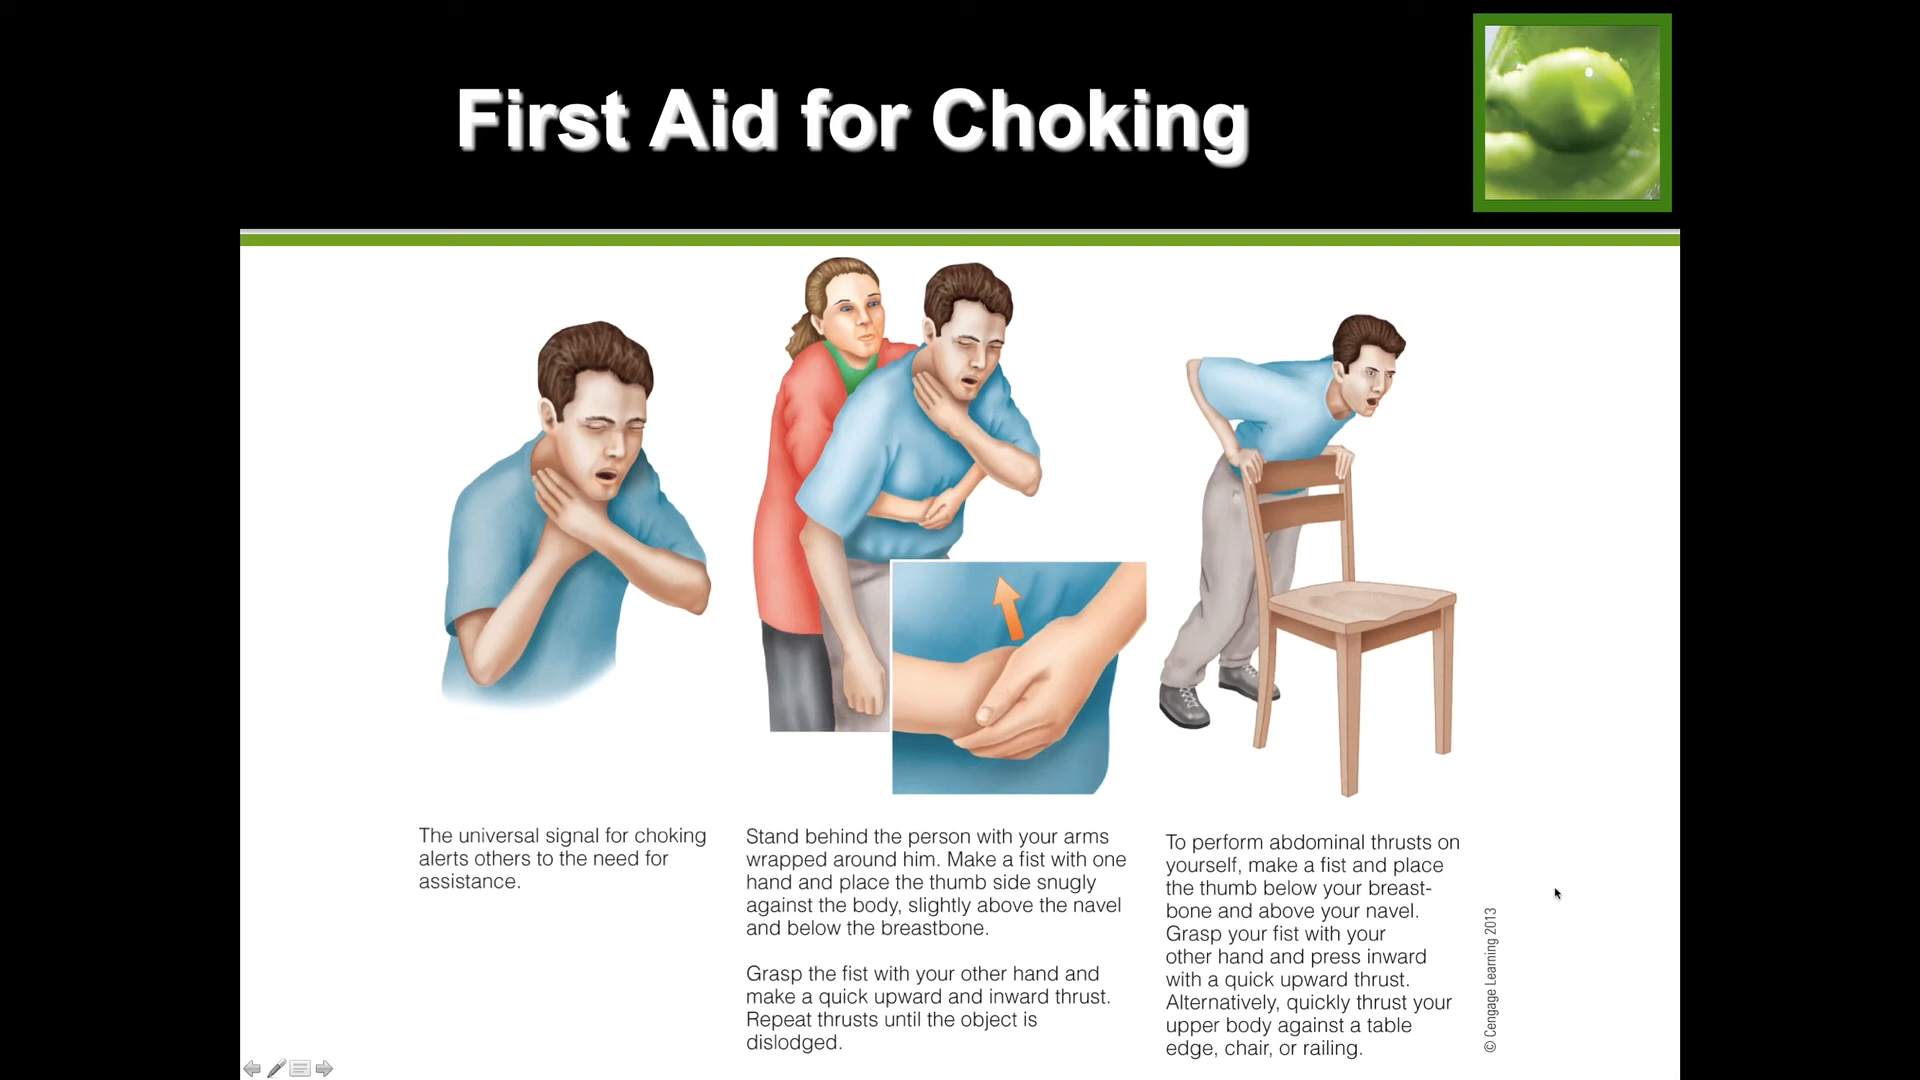 First Aid for Choking
The universal signal for choking
alerts others to the need for
assistance.
Stand behind the person with your arms
wrapped around him. Make a fist with one
hand and place the thumb side snugly
against the body, slightly above the navel
and below the breastbone.
Grasp the fist with your other hand and
make a quick upward and inward thrust.
Repeat thrusts until the object is
dislodged.
To perform abdominal thrusts on
yourself, make a fist and place
the thumb below your breast-
bone and above your navel.
Grasp your fist with your
other hand and press inward
with a quick upward thrust.
Alternatively, quickly thrust your
upper body against a table
edge, chair, or railing.
© Cengage Learning 2013